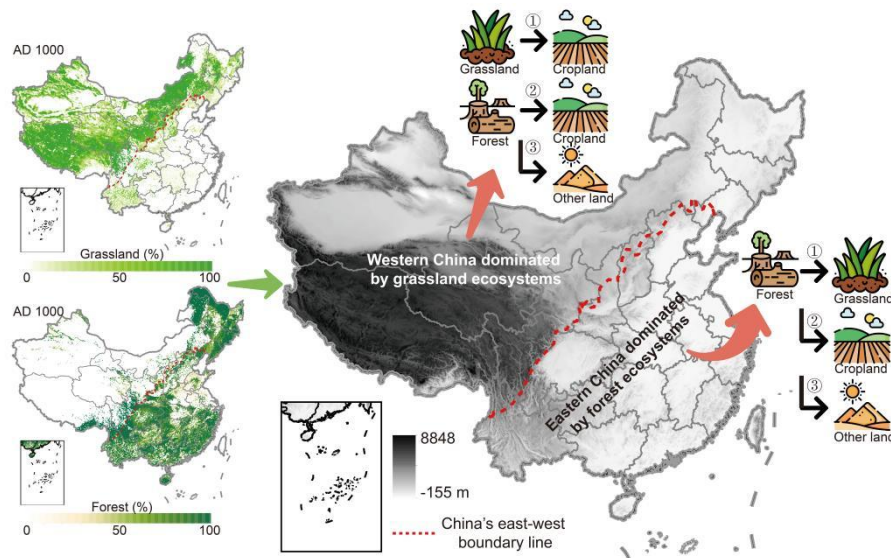 AD 1000
Grassland (%)
0 50 100
AD 1000
Forest (%)
0 50 100
①
Grassland
Cropland
②
Forest
Cropland
③
Other land
Western China dominated
by grassland ecosystems
Eastern China dominated
by forest ecosystems
①
Forest
Grassland
②
Cropland
③
Other land
8848
-155 m
China's east-west
boundary line